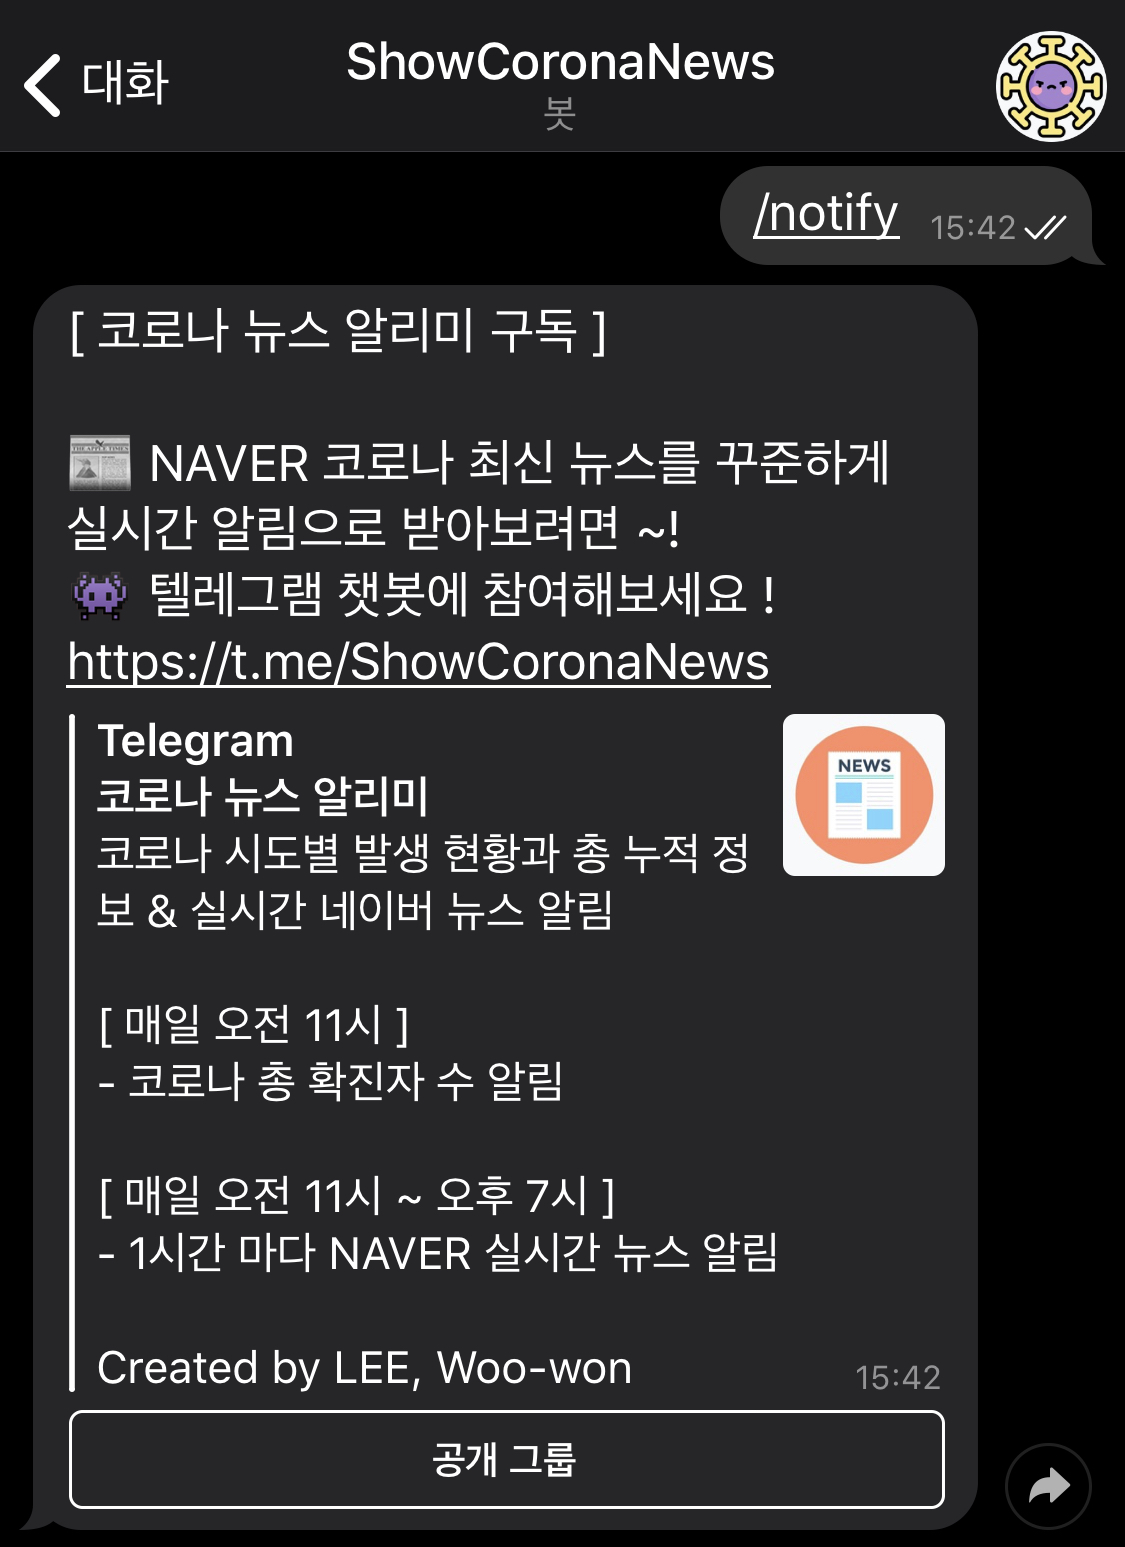 대화
ShowCoronaNews
봇
/notify 15:42
[ 코로나 뉴스 알리미 구독 ]
NAVER 코로나 최신 뉴스를 꾸준하게
실시간 알림으로 받아보려면 ~!
텔레그램 챗봇에 참여해보세요 !
https://t.me/ShowCoronaNews
Telegram
NEWS
코로나 뉴스 알리미
코로나 시도별 발생 현황과 총 누적 정
보 & 실시간 네이버 뉴스 알림
[ 매일 오전 11시 ]
- 코로나 총 확진자 수 알림
[ 매일 오전 11시 ~ 오후 7시 ]
- 1시간 마다 NAVER 실시간 뉴스 알림
Created by LEE, Woo-won 15:42
공개 그룹